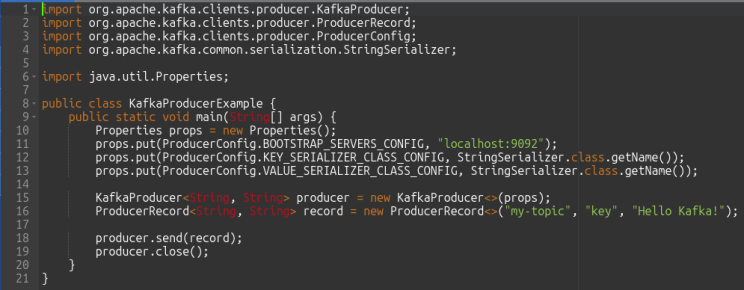 1 import org.apache.kafka.clients.producer.KafkaProducer;
2 import org.apache.kafka.clients.producer.ProducerRecord;
3 import org.apache.kafka.clients.producer.ProducerConfig;
4 import org.apache.kafka.common.serialization.StringSerializer;
5
6 import java.util.Properties;
7
8 public class KafkaProducerExample {
9     public static void main(String[] args) {
10         Properties props = new Properties();
11         props.put(ProducerConfig.BOOTSTRAP_SERVERS_CONFIG, "localhost:9092");
12         props.put(ProducerConfig.KEY_SERIALIZER_CLASS_CONFIG, StringSerializer.class.getName());
13         props.put(ProducerConfig.VALUE_SERIALIZER_CLASS_CONFIG, StringSerializer.class.getName());
14
15         KafkaProducer<String, String> producer = new KafkaProducer<>(props);
16         ProducerRecord<String, String> record = new ProducerRecord<>("my-topic", "key", "Hello Kafka!");
17
18         producer.send(record);
19         producer.close();
20     }
21 }